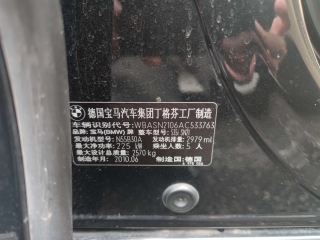 德国宝马汽车集团丁格芬工厂制造
车辆识别代号: WBASN2106AC533763
品牌: 宝马(BMW) 牌 整车型号:
发动机型号: N55B30A 发动机排量: 2979 ml
最大净功率: 225 kW 乘坐人数: 5 人
最大设计总质量: 2570 kg
制造年月: 2010.06 制造国: 德国